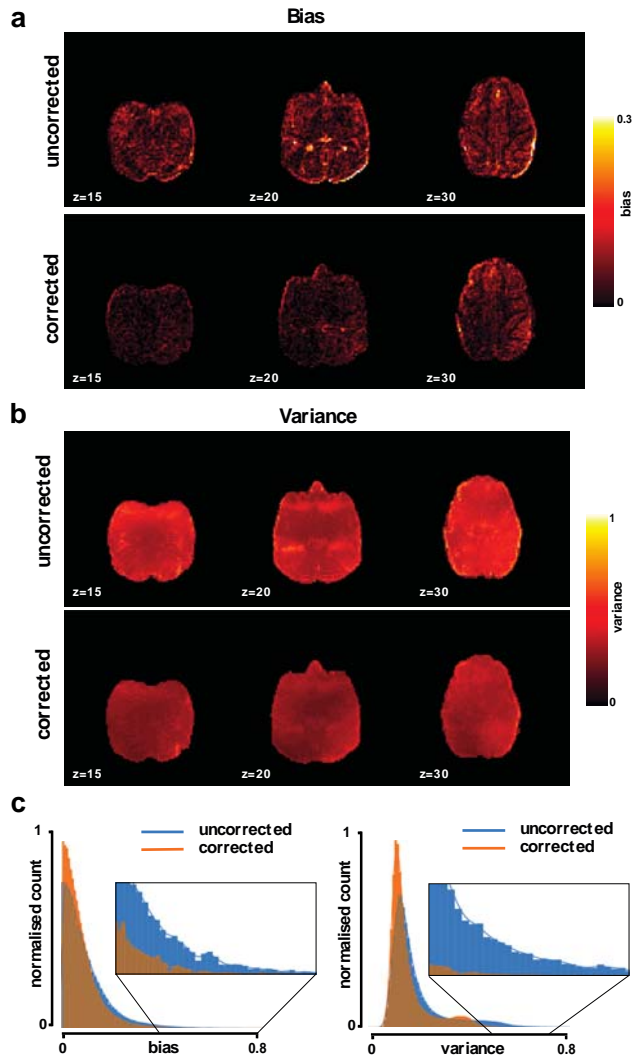 a
Bias
uncorrected
z=15
z=20
z=30
0.3
bias
0
corrected
z=15
z=20
z=30
b
Variance
uncorrected
z=15
z=20
z=30
1
variance
0
corrected
z=15
z=20
z=30
c
1
uncorrected
corrected
normalised count
0
0
bias
0.8
1
uncorrected
corrected
normalised count
0
0
variance
0.8